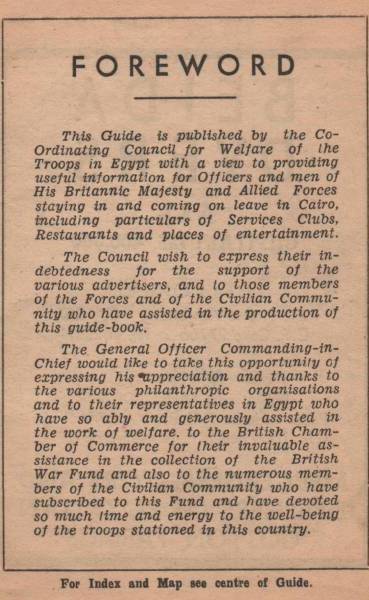 FOREWORD
This Guide is published by the Co-
Ordinating Council for Welfare of the
Troops in Egypt with a view to providing
useful information for Officers and men of
His Britannic Majesty and Allied Forces
staying in and coming on leave in Cairo,
including particulars of Services Clubs,
Restaurants and places of entertainment.
The Council wish to express their in-
debtedness for the support of the
various advertisers, and to those members
of the Forces and of the Civilian Commu-
nity who have assisted in the production of
this guide-book.
The General Officer Commanding-in-
Chief would like to take this opportunity of
expressing his appreciation and thanks to
the various philanthropic organisations
and to their representatives in Egypt who
have so ably and generously assisted in
the work of welfare. to the British Cham-
ber of Commerce for their invaluable as-
sistance in the collection of the British
War Fund and also to the numerous mem-
bers of the Civilian Community who have
subscribed to this Fund and have devoted
so much time and energy to the well-being
of the troops stationed in this country.
For Index and Map see centre of Guide.